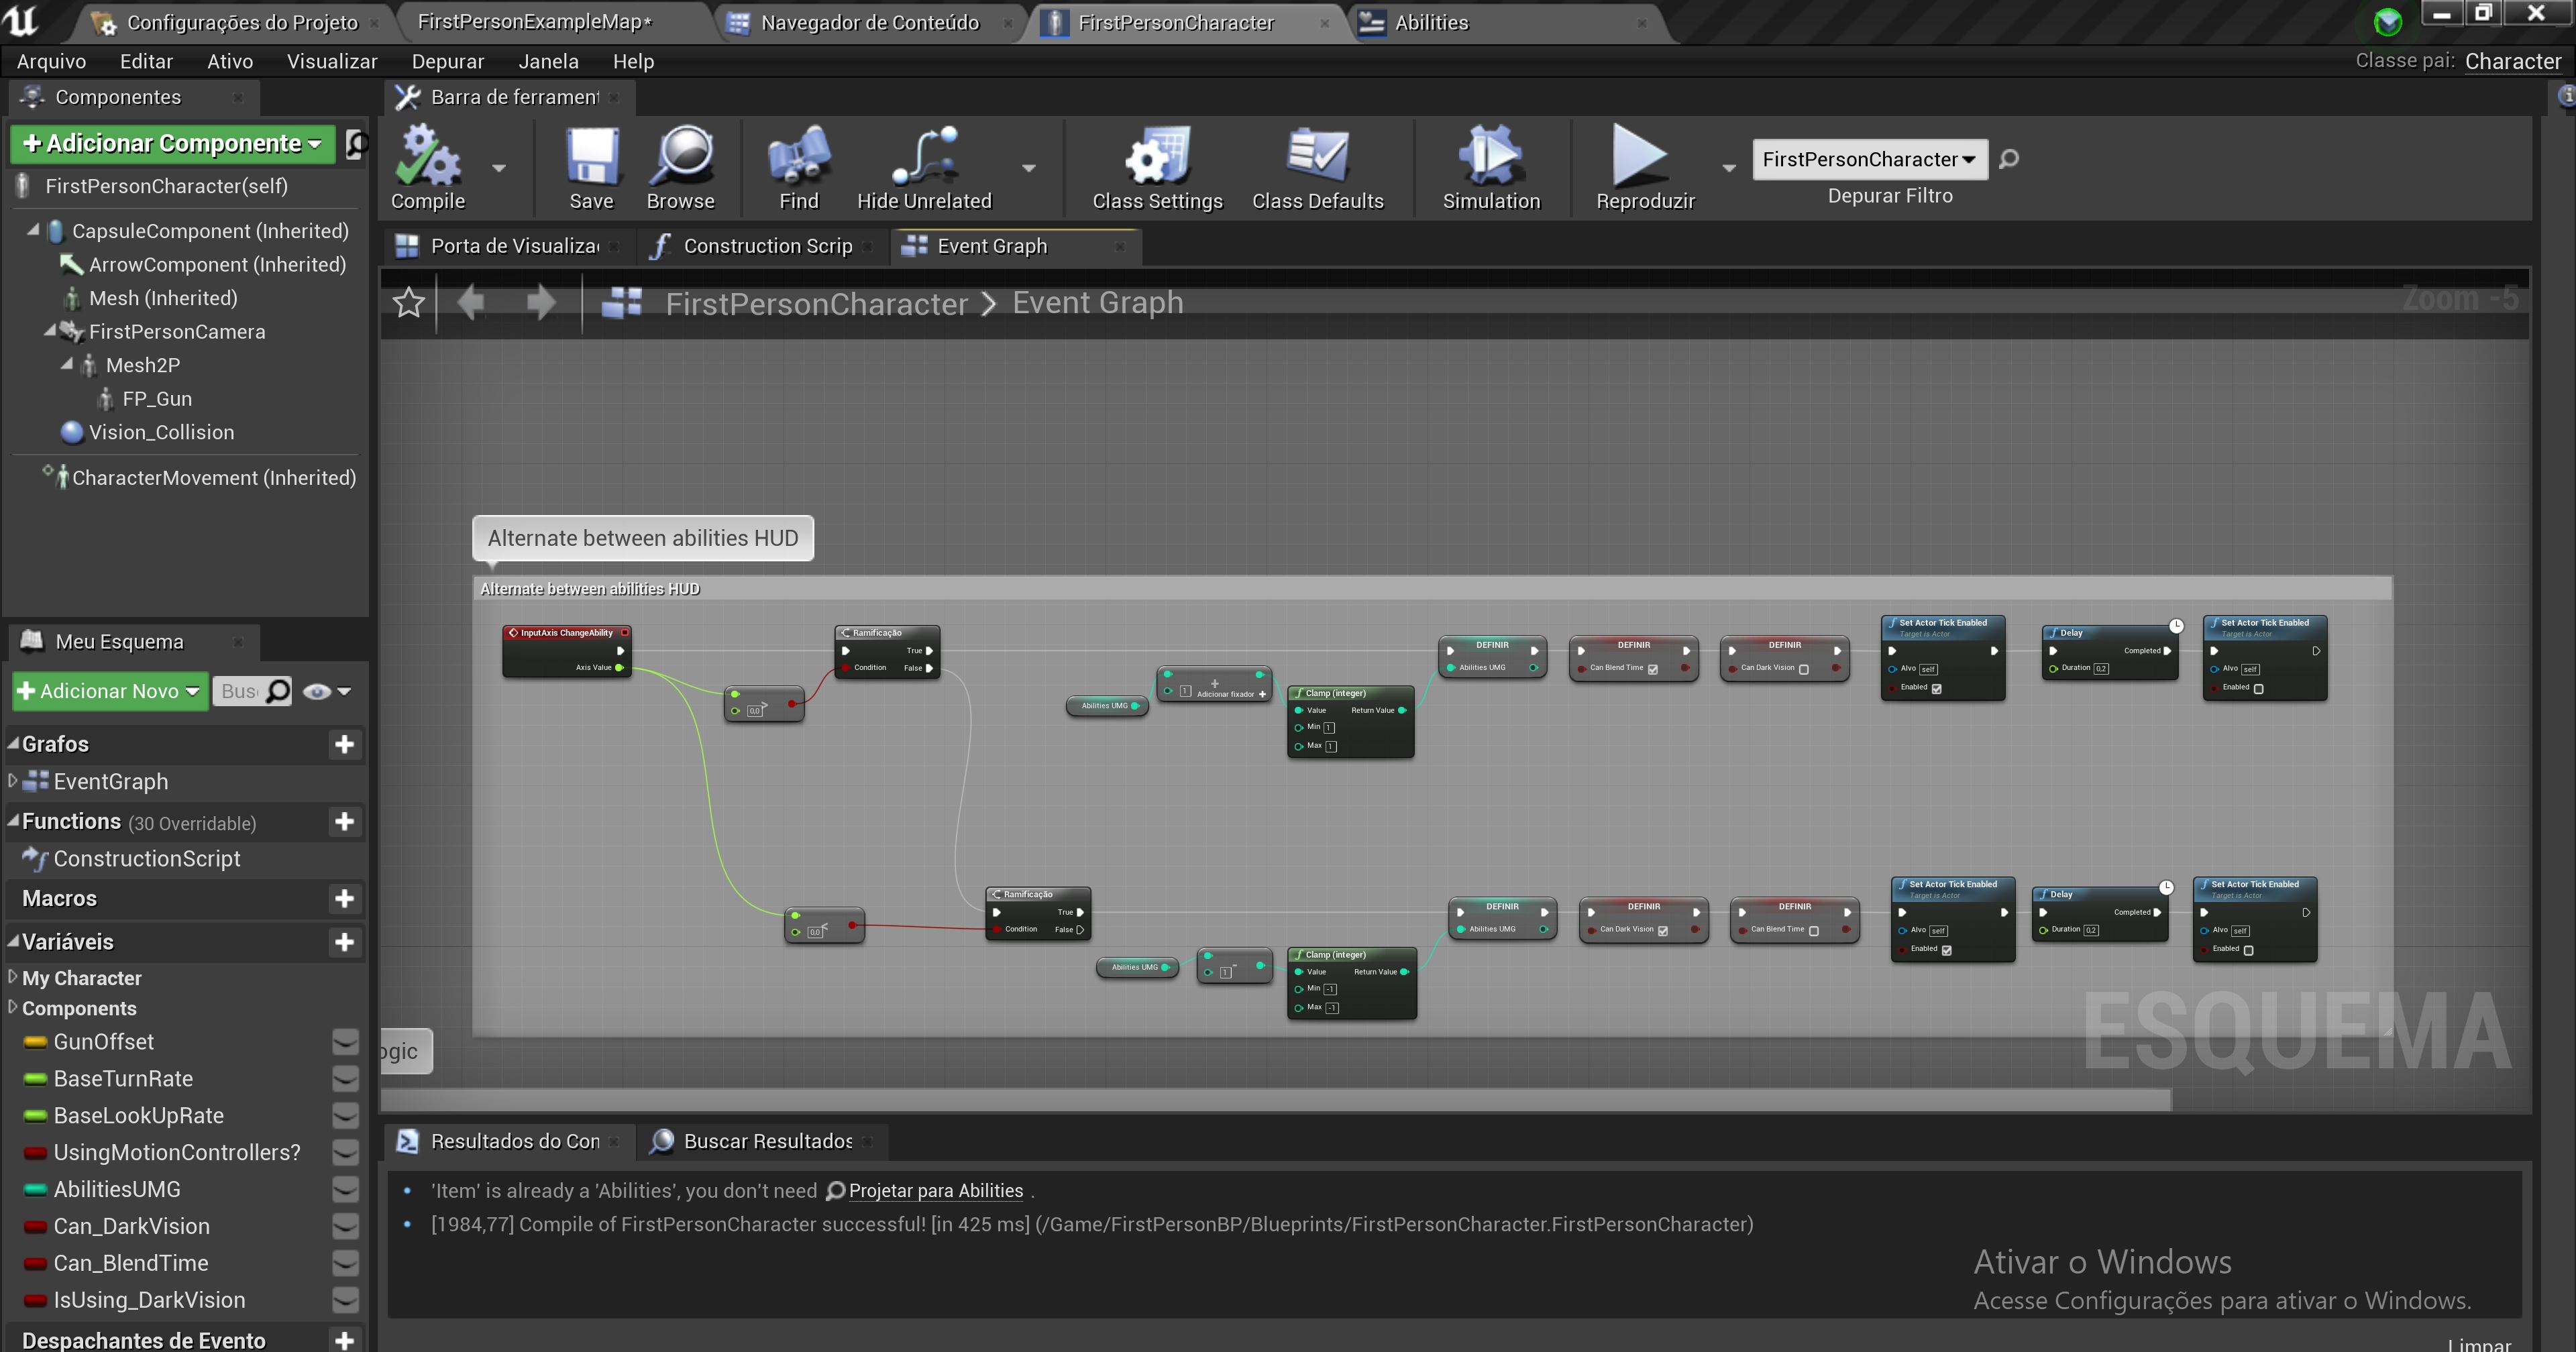 Configurações do Projeto
FirstPersonExampleMap*
Navegador de Conteúdo
FirstPersonCharacter
Abilities
Arquivo
Editar
Ativo
Visualizar
Depurar
Janela
Help
Classe pai: Character
Componentes
Barra de ferrament
+ Adicionar Componente
Compile
Save
Browse
Find
Hide Unrelated
Class Settings
Class Defaults
Simulation
Reproduzir
FirstPersonCharacter
Depurar Filtro
FirstPersonCharacter(self)
CapsuleComponent (Inherited)
ArrowComponent (Inherited)
Mesh (Inherited)
FirstPersonCamera
Mesh2P
FP_Gun
Vision_Collision
CharacterMovement (Inherited)
Porta de Visualiza
Construction Scrip
Event Graph
FirstPersonCharacter > Event Graph
Zoom -5
Alternate between abilities HUD
Alternate between abilities HUD
InputAxis ChangeAbility
Axis Value
Ramificação
True
Condition False
0,0 >
Abilities UMG
+
1 Adicionar fixador +
Clamp (integer)
Value Return Value
Min 1
Max 1
DEFINIR
Abilities UMG
DEFINIR
Can Blend Time
DEFINIR
Can Dark Vision
Set Actor Tick Enabled
Target is Actor
Alvo self
Enabled
Delay
Completed
Duration 0,2
Set Actor Tick Enabled
Target is Actor
Alvo self
Enabled
0,0 <
Ramificação
True
Condition False
Abilities UMG
1 -
Clamp (integer)
Value Return Value
Min -1
Max -1
DEFINIR
Abilities UMG
DEFINIR
Can Dark Vision
DEFINIR
Can Blend Time
Set Actor Tick Enabled
Target is Actor
Alvo self
Enabled
Delay
Completed
Duration 0,2
Set Actor Tick Enabled
Target is Actor
Alvo self
Enabled
ogic
ESQUEMA
Meu Esquema
+ Adicionar Novo
Bus
Grafos
EventGraph
Functions (30 Overridable)
ConstructionScript
Macros
Variáveis
My Character
Components
GunOffset
BaseTurnRate
BaseLookUpRate
UsingMotionControllers?
AbilitiesUMG
Can_DarkVision
Can_BlendTime
IsUsing_DarkVision
Despachantes de Evento
Resultados do Con
Buscar Resultados
'Item' is already a 'Abilities', you don't need Projetar para Abilities .
[1984,77] Compile of FirstPersonCharacter successful! [in 425 ms] (/Game/FirstPersonBP/Blueprints/FirstPersonCharacter.FirstPersonCharacter)
Ativar o Windows
Acesse Configurações para ativar o Windows.
Limpar